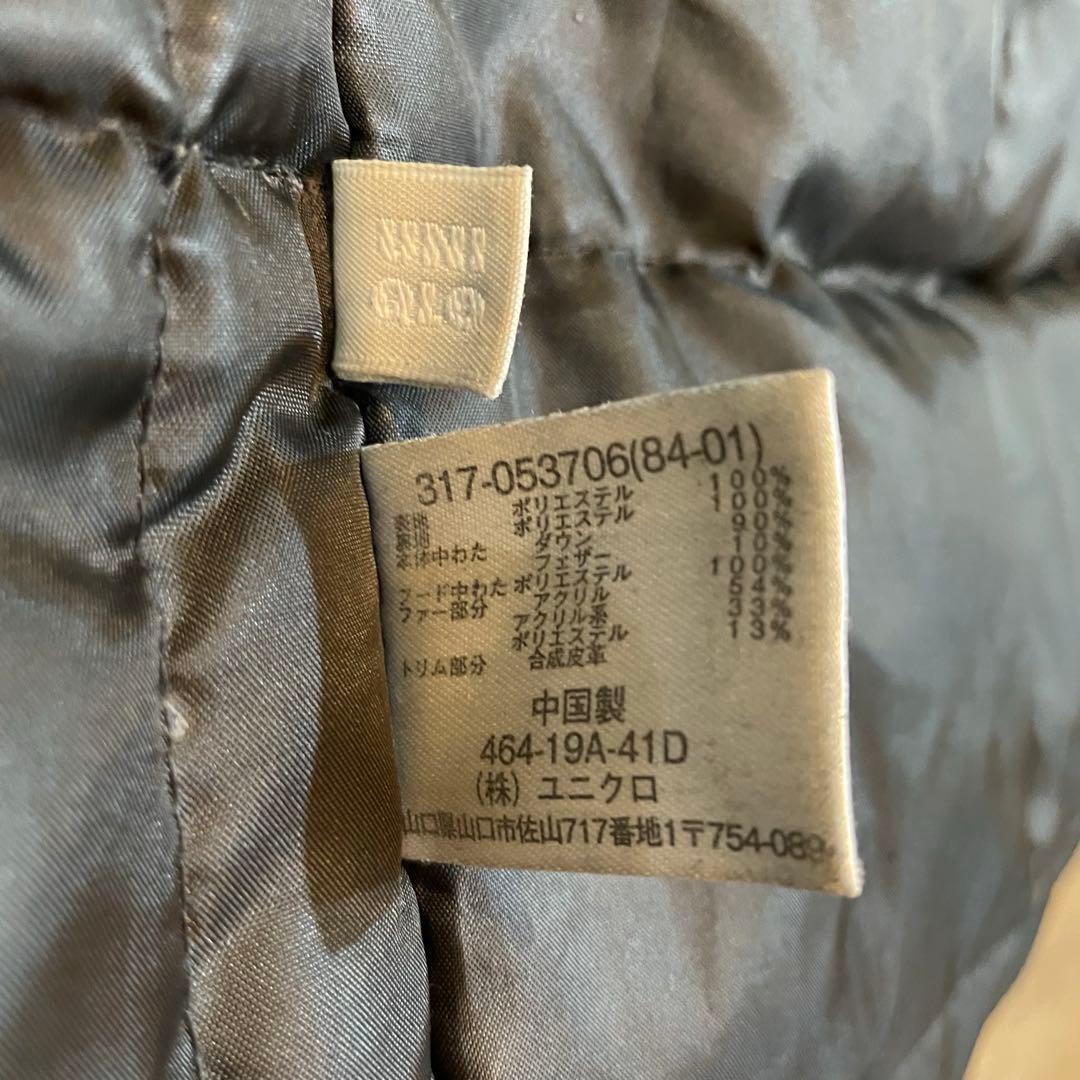 UNI
QLO
317-053706(84-01)
表地 ポリエステル 100%
裏地 ポリエステル 100%
本体中わた ダウン 90%
フェザー 10%
フード中わた ポリエステル 100%
ファー部分 アクリル 54%
アクリル系 33%
ポリエステル 13%
トリム部分 合成皮革
中国製
464-19A-41D
(株) ユニクロ
山口県山口市佐山717番地1〒754-089